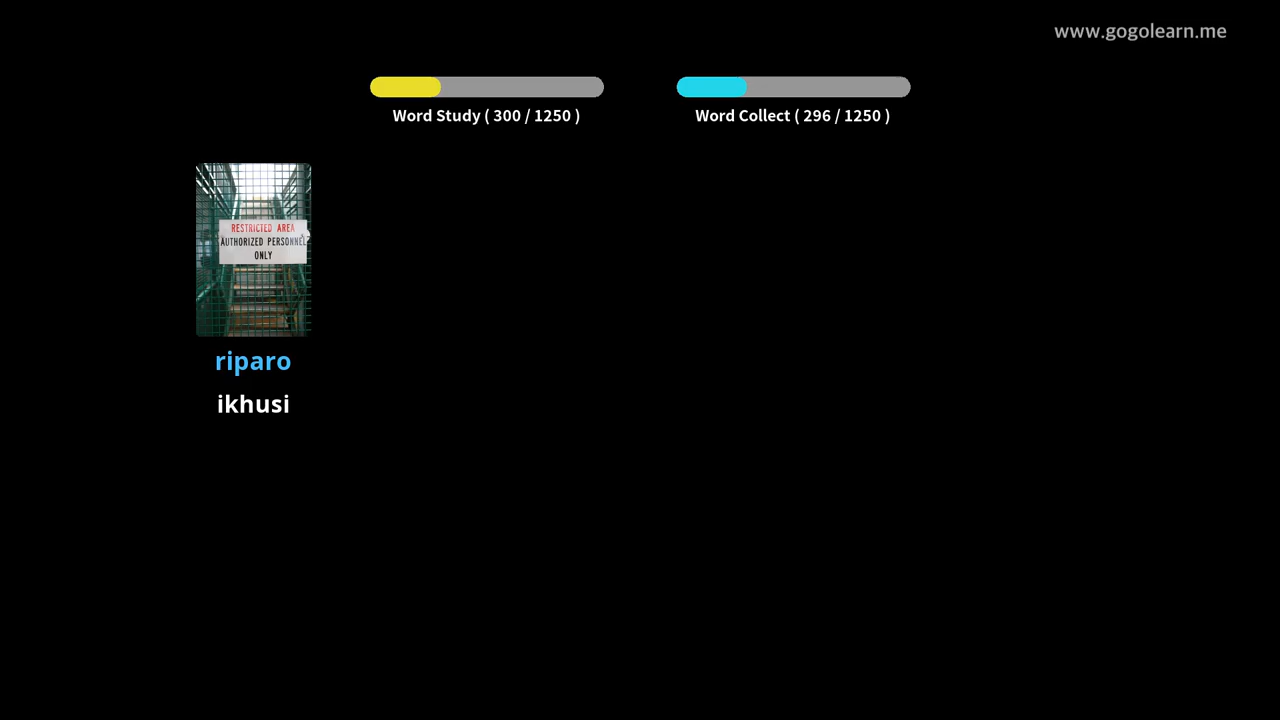 www.gogolearn.me
Word Study ( 300 / 1250 )
Word Collect ( 296 / 1250 )
RESTRICTED AREA
AUTHORIZED PERSONNEL
ONLY
riparo
ikhusi